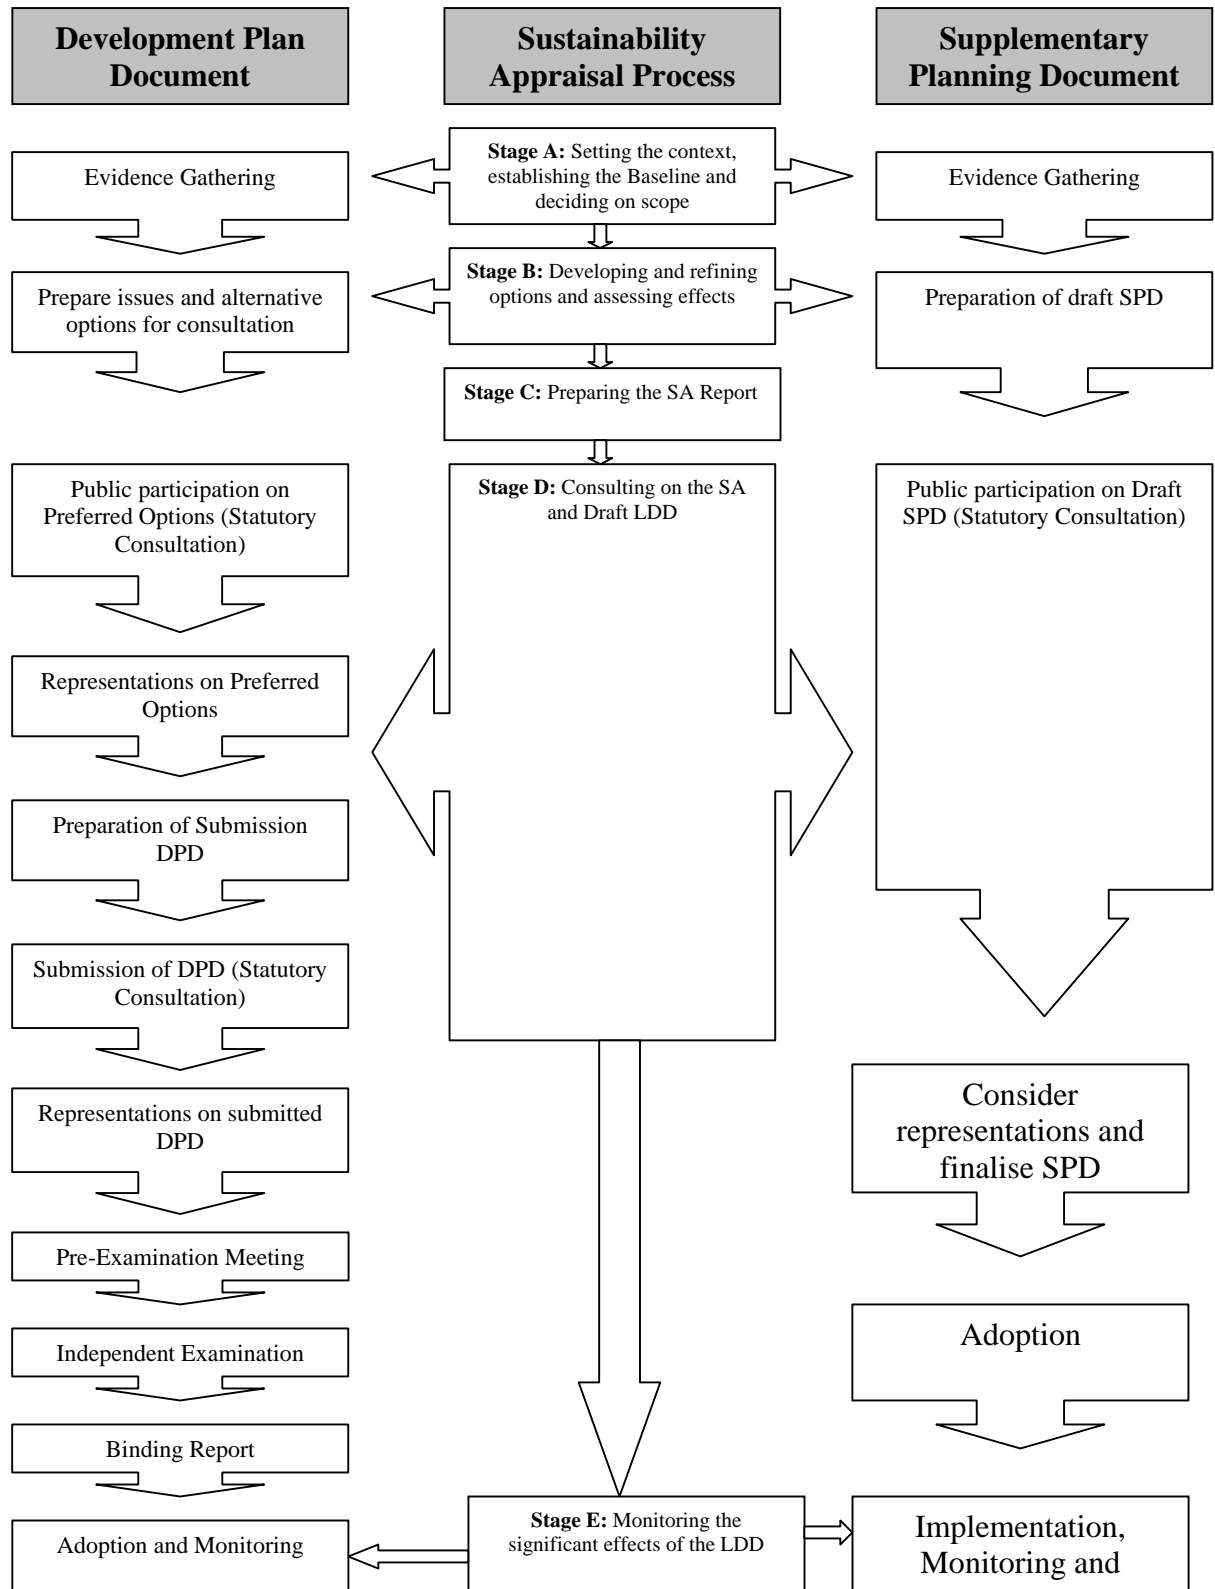 Development Plan
Document
Sustainability
Appraisal Process
Supplementary
Planning Document
Evidence Gathering
Stage A: Setting the context,
establishing the Baseline and
deciding on scope
Evidence Gathering
Prepare issues and alternative
options for consultation
Stage B: Developing and refining
options and assessing effects
Preparation of draft SPD
Stage C: Preparing the SA Report
Public participation on
Preferred Options (Statutory
Consultation)
Stage D: Consulting on the SA
and Draft LDD
Public participation on Draft
SPD (Statutory Consultation)
Representations on Preferred
Options
Preparation of Submission
DPD
Submission of DPD (Statutory
Consultation)
Representations on submitted
DPD
Consider
representations and
finalise SPD
Pre-Examination Meeting
Independent Examination
Adoption
Binding Report
Adoption and Monitoring
Stage E: Monitoring the
significant effects of the LDD
Implementation,
Monitoring and